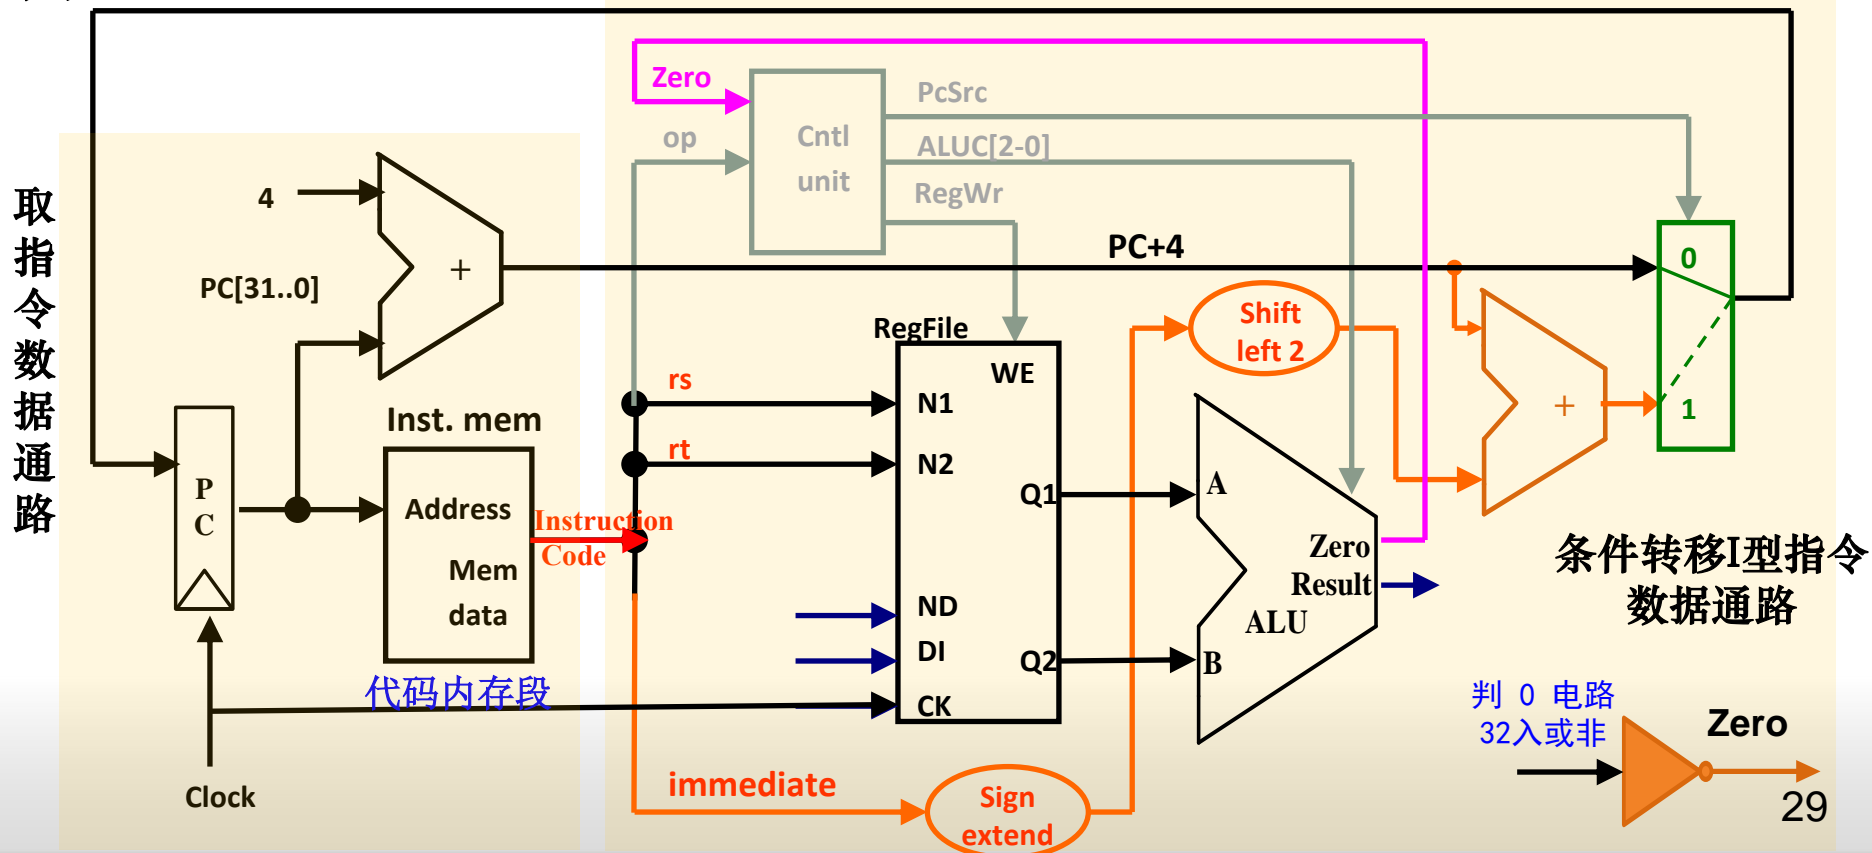 Zero
PcSrc
op
Cntl
unit
ALUC[2-0]
RegWr
4
PC+4
0
+
PC[31..0]
取
指
令
数
据
通
路
Shift
left 2
RegFile
WE
rs
N1
1
+
Inst. mem
rt
N2
P
C
Q1
A
Address
Instruction
Code
Mem
data
Zero
Result
条件转移I型指令
数据通路
ND
ALU
DI
Q2
B
代码内存段
CK
判 0 电路
32入或非
Zero
immediate
Sign
extend
Clock
29